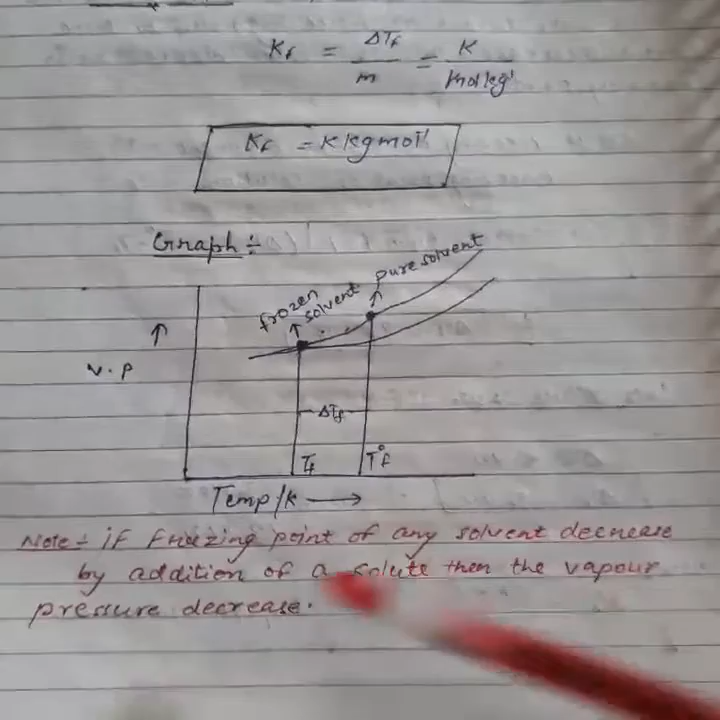 Kf = ΔTf / m = K / mol kg⁻¹
Kf = K kg mol⁻¹
Graph :-
pure solvent
frozen solvent
↑
V.P
ΔTf
Tf T°f
Temp/K →
Note :- if freezing point of any solvent decrease
by addition of a solute then the vapour
pressure decrease.